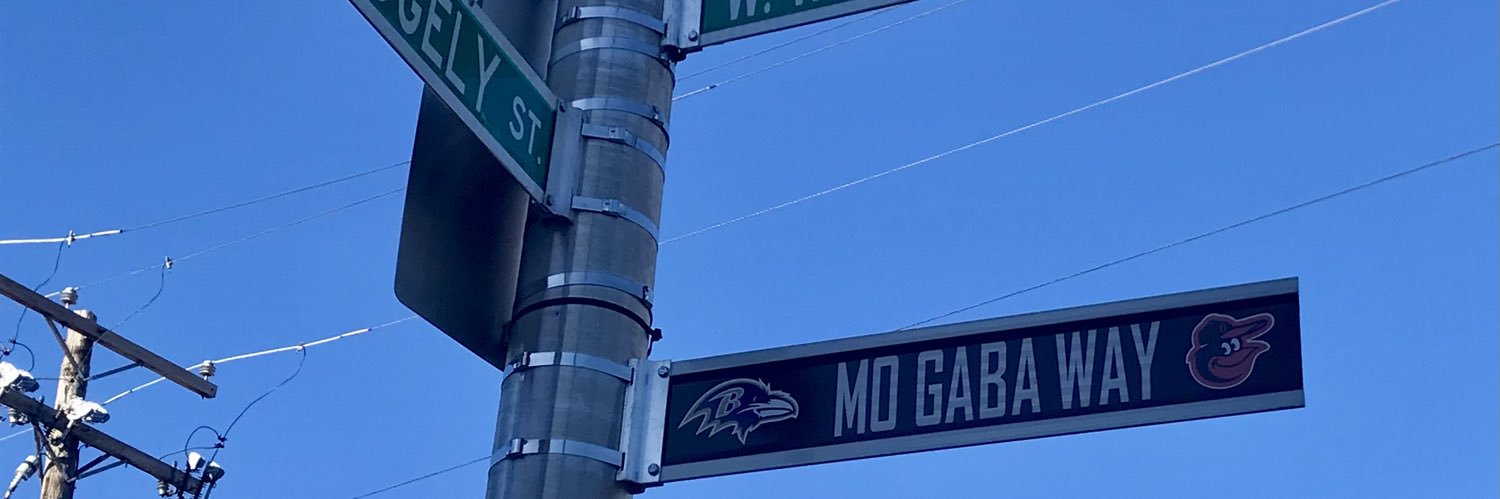 W.
GELY ST.
MO GABA WAY
B